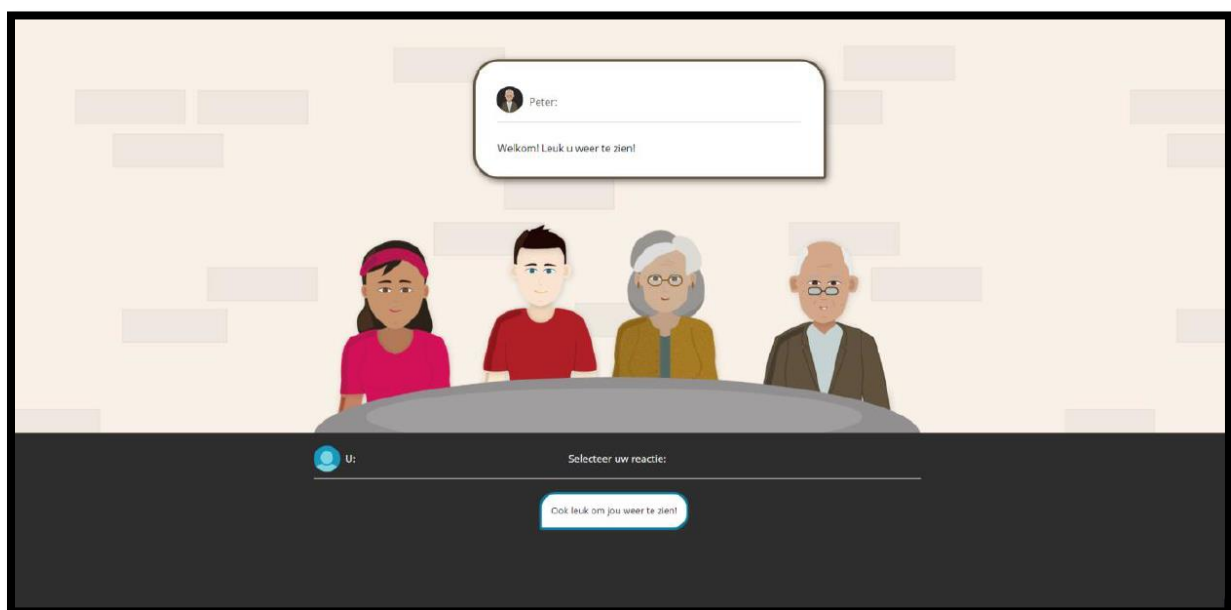 Peter:
Welkom! Leuk u weer te zien!
U:
Selecteer uw reactie:
Ook leuk om jou weer te zien!